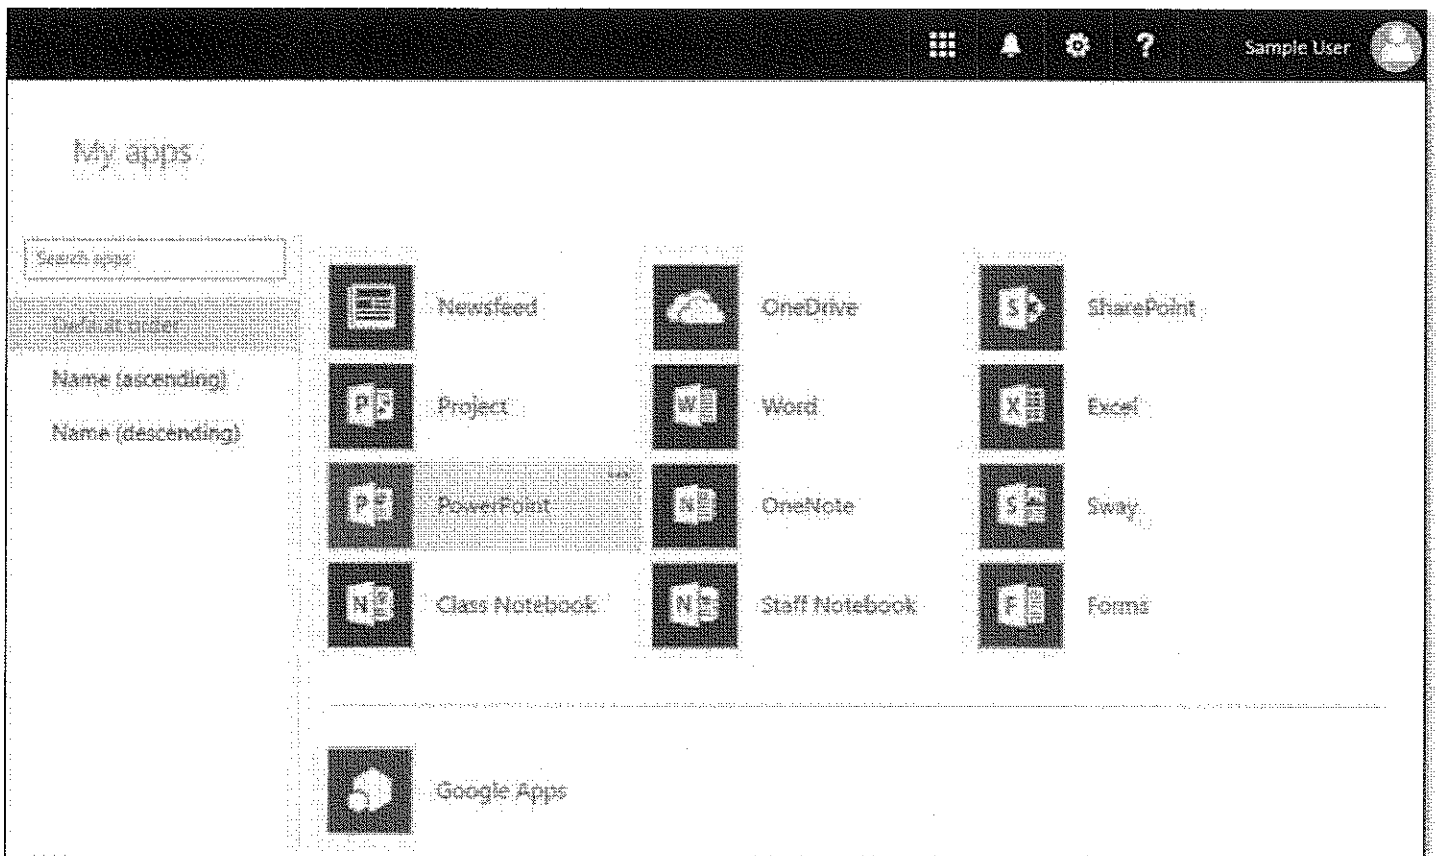 Sample User
My apps
Search apps
Default order
Name (ascending)
Name (descending)
Newsfeed
OneDrive
SharePoint
Project
Word
Excel
PowerPoint
OneNote
Sway
Class Notebook
Staff Notebook
Forms
Google Apps